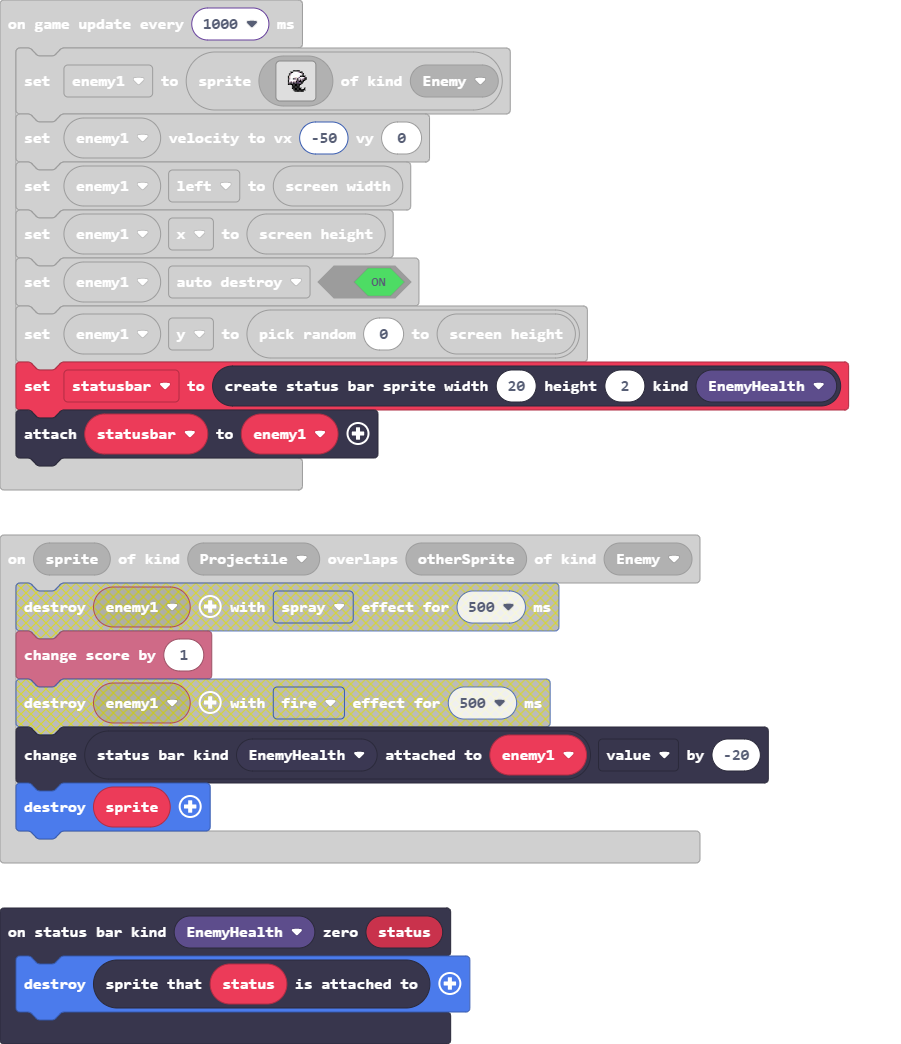 on game update every 1000 ms
set enemy1 to sprite of kind Enemy
set enemy1 velocity to vx -50 vy 0
set enemy1 left to screen width
set enemy1 x to screen height
set enemy1 auto destroy ON
set enemy1 y to pick random 0 to screen height
set statusbar to create status bar sprite width 20 height 2 kind EnemyHealth
attach statusbar to enemy1
on sprite of kind Projectile overlaps otherSprite of kind Enemy
destroy enemy1 with spray effect for 500 ms
change score by 1
destroy enemy1 with fire effect for 500 ms
change status bar kind EnemyHealth attached to enemy1 value by -20
destroy sprite
on status bar kind EnemyHealth zero status
destroy sprite that status is attached to